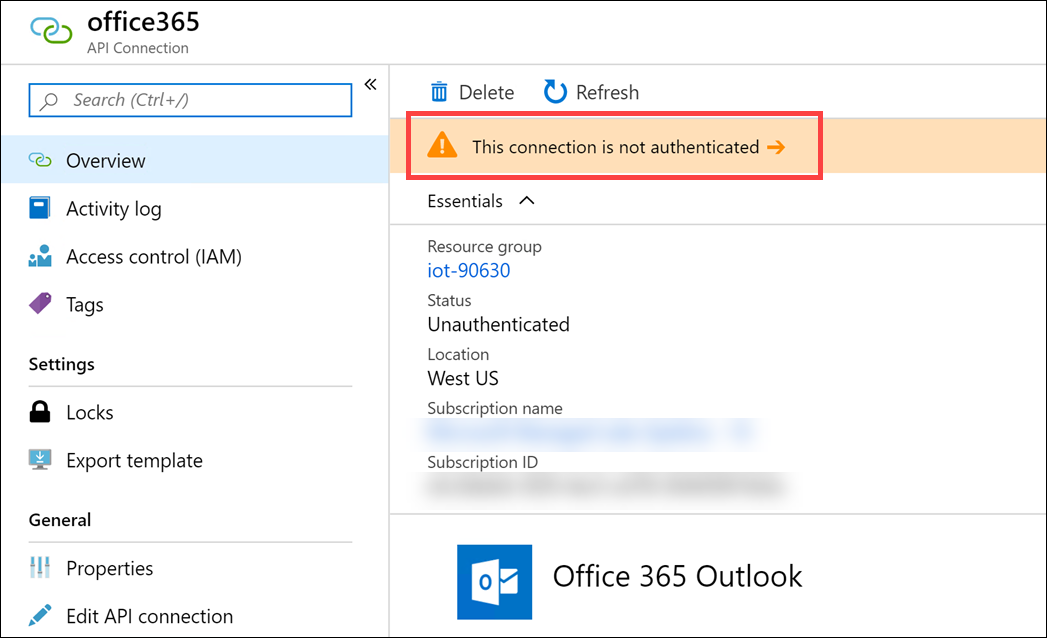 office365
API Connection
Search (Ctrl+/)
«
Overview
Activity log
Access control (IAM)
Tags
Settings
Locks
Export template
General
Properties
Edit API connection
Delete
Refresh
This connection is not authenticated →
Essentials
Resource group
iot-90630
Status
Unauthenticated
Location
West US
Subscription name
Subscription ID
Office 365 Outlook